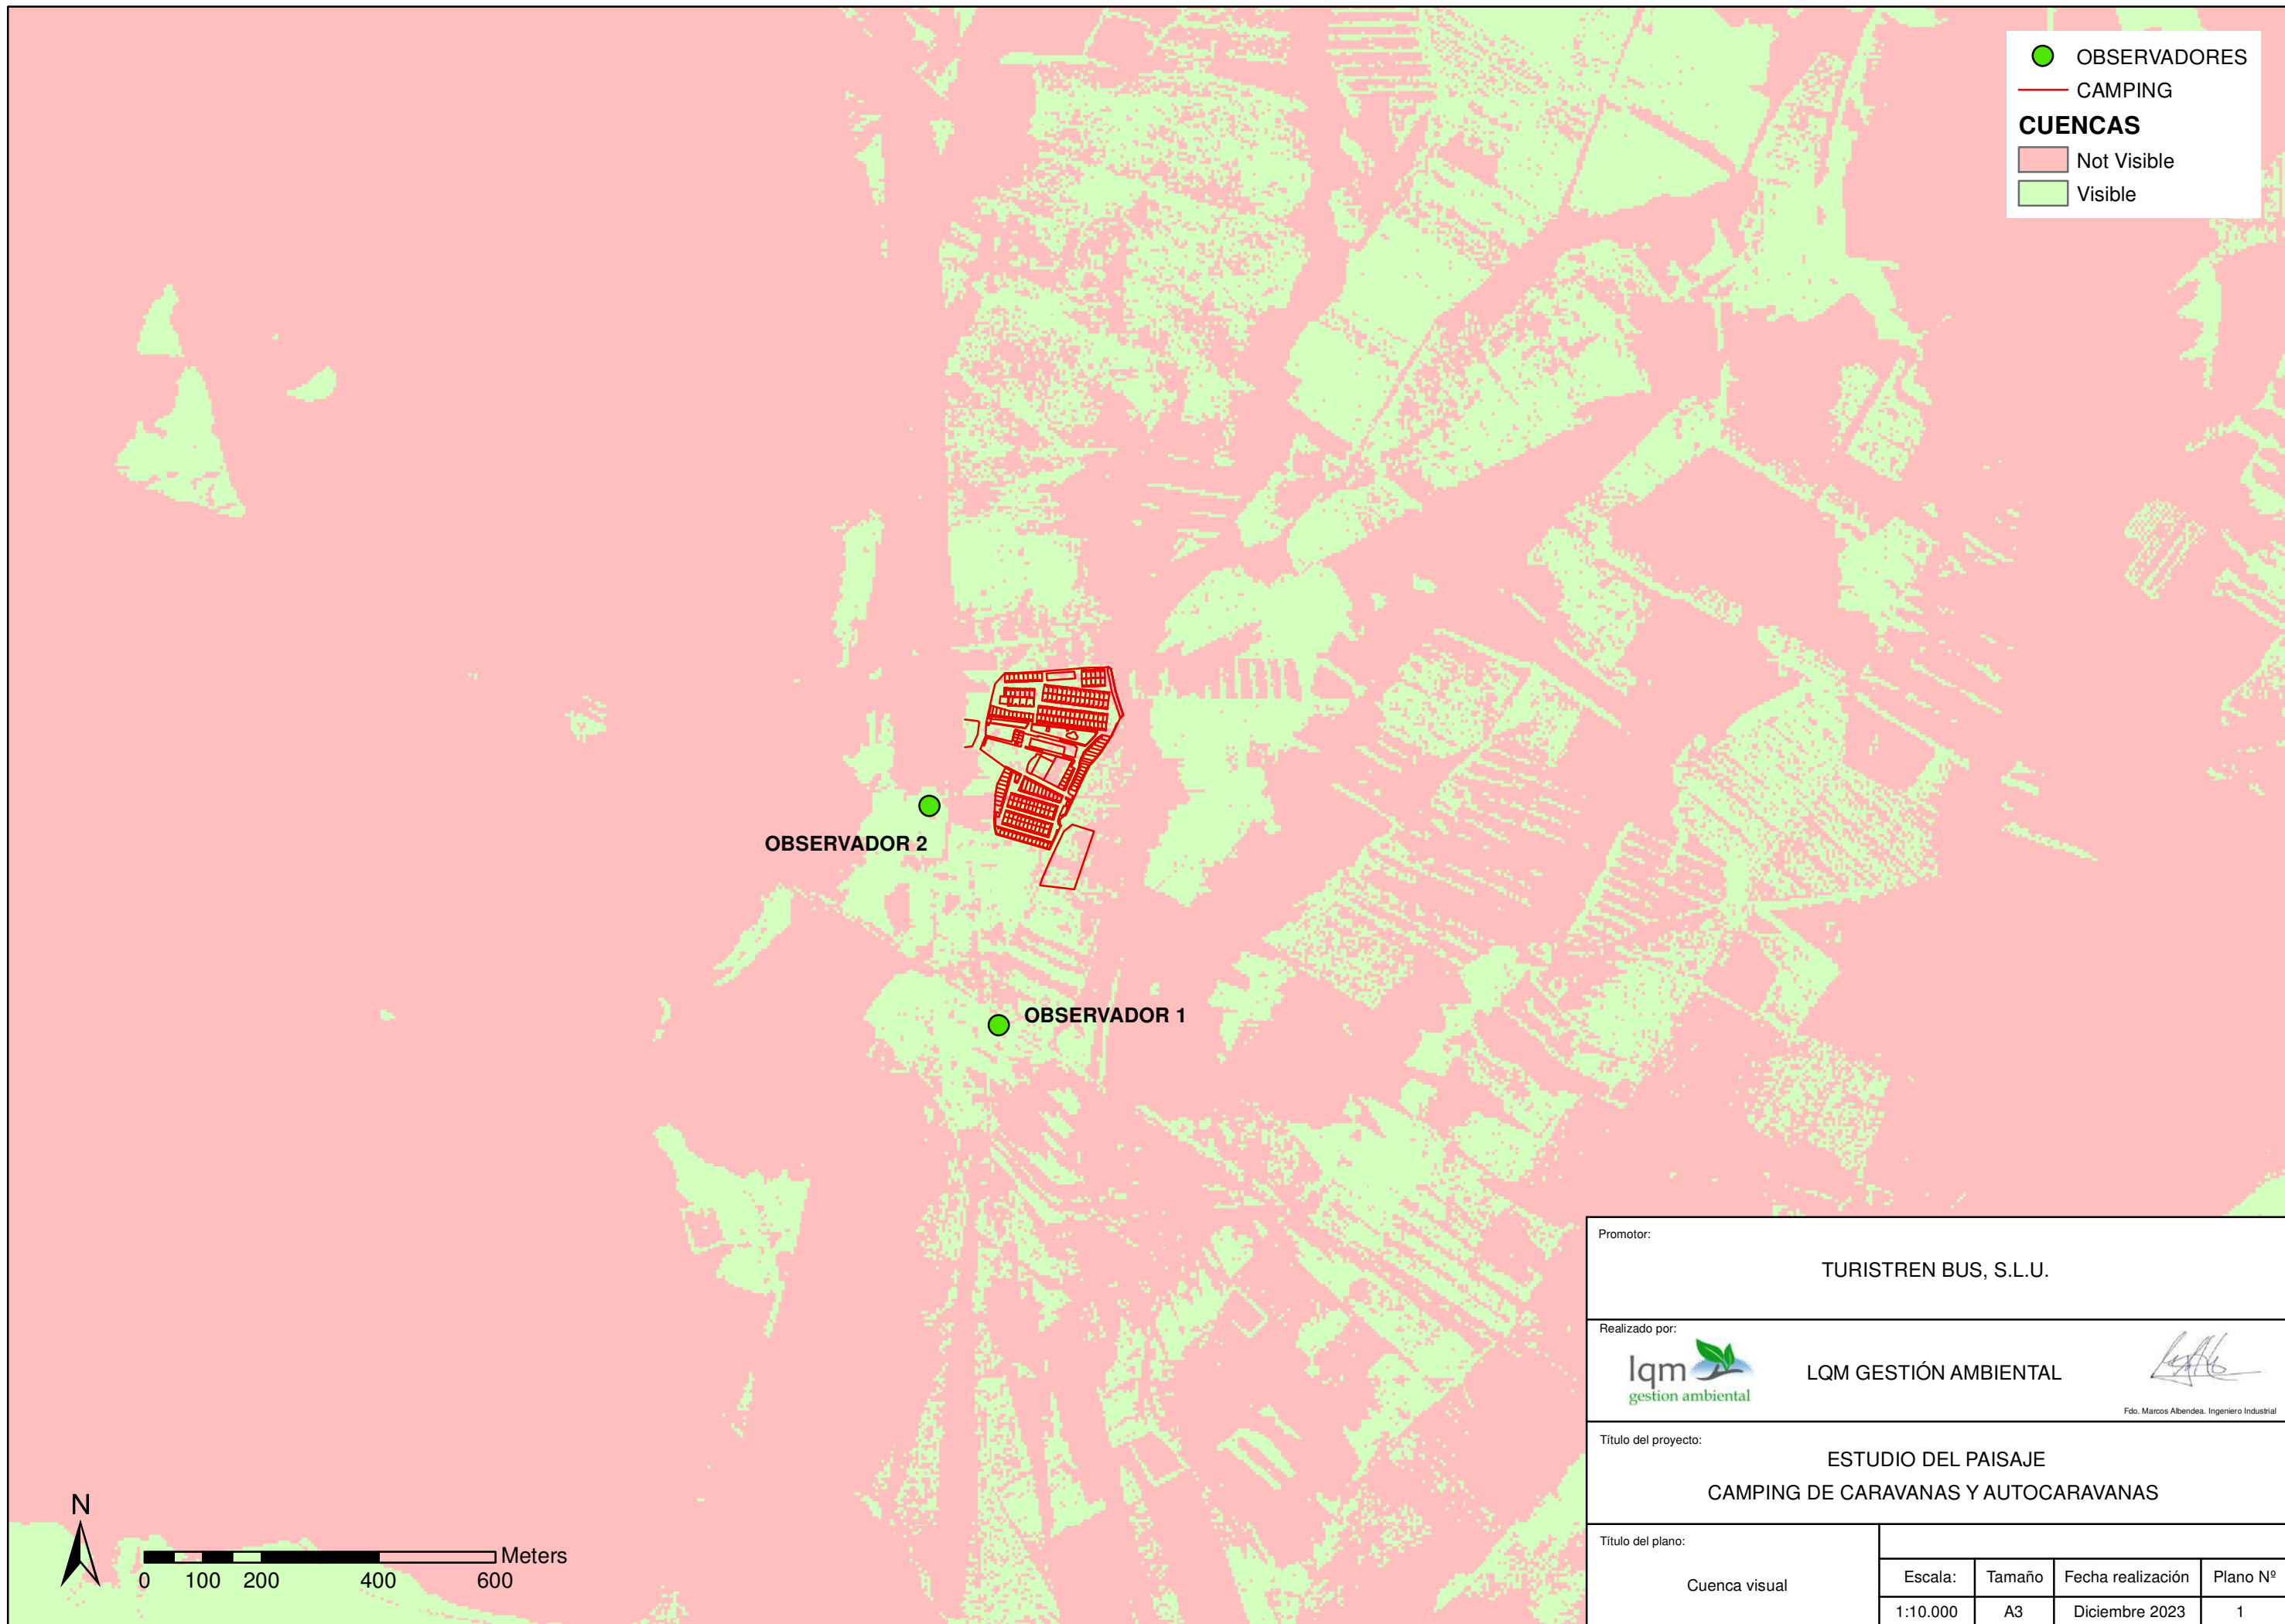 OBSERVADORES
CAMPING
CUENCAS
Not Visible
Visible
OBSERVADOR 2
OBSERVADOR 1
N
Meters
0 100 200 400 600
Promotor:
TURISTREN BUS, S.L.U.
Realizado por:
lqm
gestion ambiental
LQM GESTIÓN AMBIENTAL
Fdo. Marcos Albendea. Ingeniero Industrial
Título del proyecto:
ESTUDIO DEL PAISAJE
CAMPING DE CARAVANAS Y AUTOCARAVANAS
Título del plano:
Cuenca visual
Escala: Tamaño Fecha realización Plano Nº
1:10.000 A3 Diciembre 2023 1